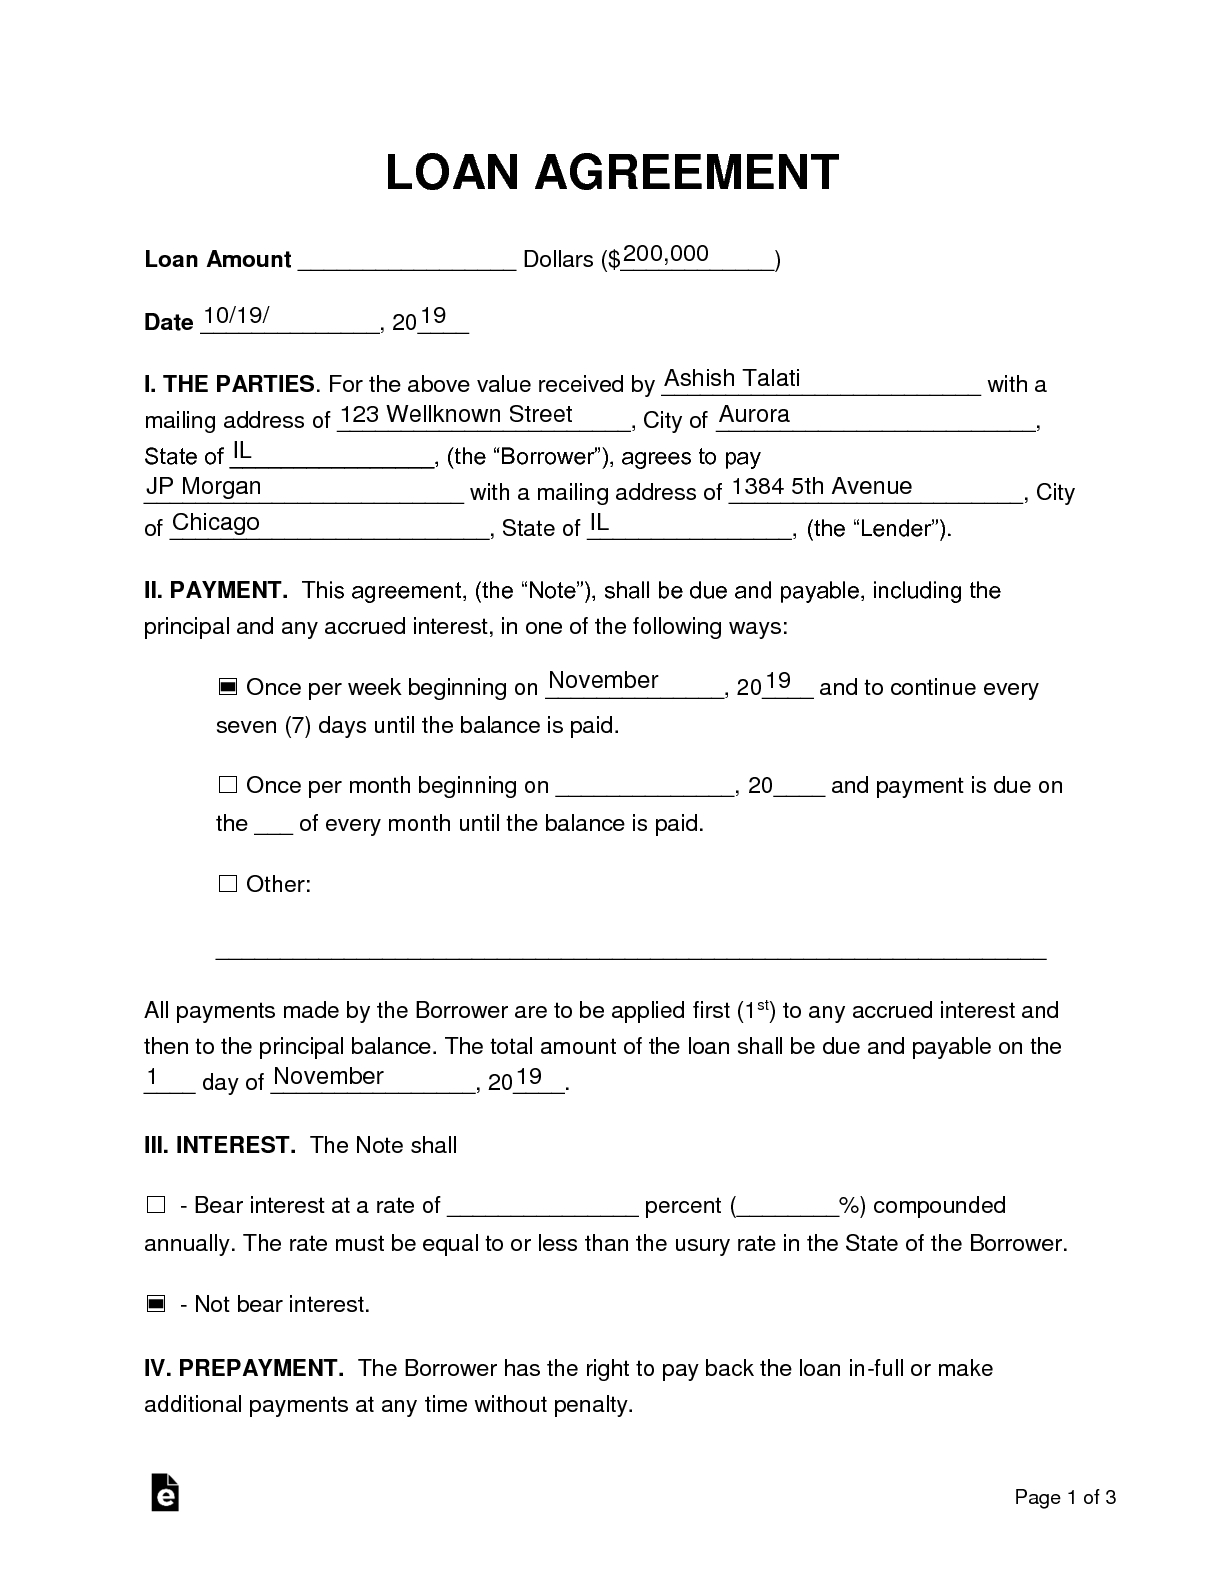 LOAN AGREEMENT
Loan Amount _________________ Dollars ($200,000)
Date 10/19/______________, 2019
I. THE PARTIES. For the above value received by Ashish Talati with a
mailing address of 123 Wellknown Street, City of Aurora,
State of IL, (the “Borrower”), agrees to pay
JP Morgan with a mailing address of 1384 5th Avenue, City
of Chicago, State of IL, (the “Lender”).
II. PAYMENT. This agreement, (the “Note”), shall be due and payable, including the
principal and any accrued interest, in one of the following ways:
Once per week beginning on November, 2019 and to continue every
seven (7) days until the balance is paid.
Once per month beginning on ______________, 20____ and payment is due on
the ___ of every month until the balance is paid.
Other:
All payments made by the Borrower are to be applied first (1st) to any accrued interest and
then to the principal balance. The total amount of the loan shall be due and payable on the
1 day of November, 2019.
III. INTEREST. The Note shall
- Bear interest at a rate of _______________ percent (________%) compounded
annually. The rate must be equal to or less than the usury rate in the State of the Borrower.
- Not bear interest.
IV. PREPAYMENT. The Borrower has the right to pay back the loan in-full or make
additional payments at any time without penalty.
e
Page 1 of 3